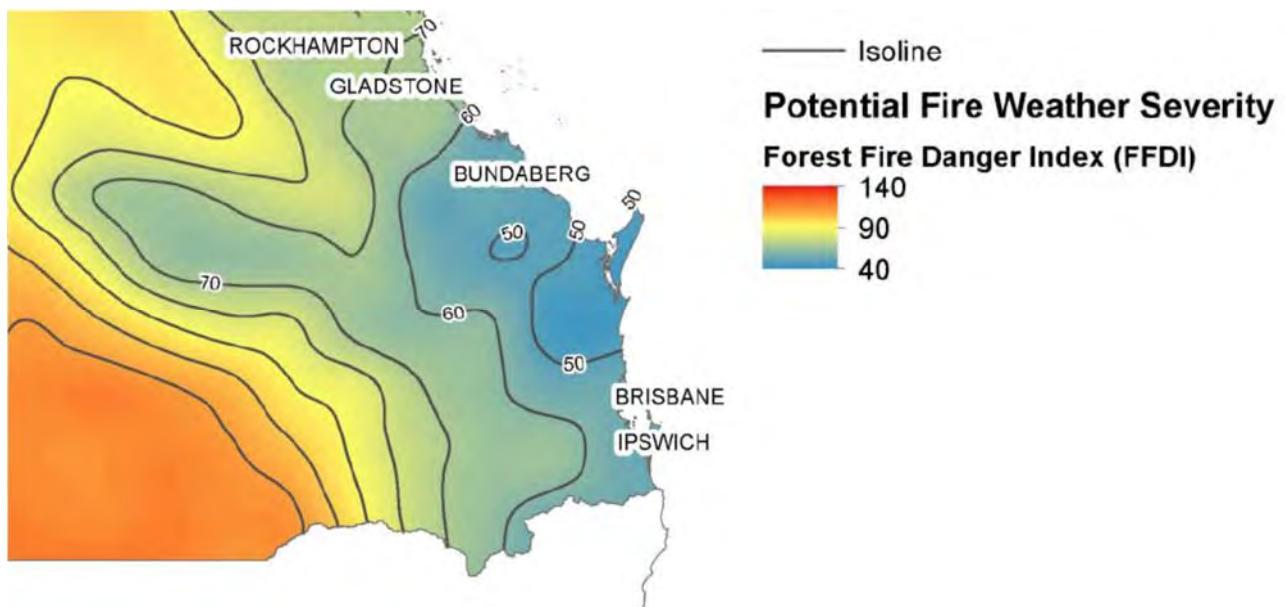 70
ROCKHAMPTON
GLADSTONE
60
BUNDABERG
50
50
50
70
60
50
BRISBANE
IPSWICH
Isoline
Potential Fire Weather Severity
Forest Fire Danger Index (FFDI)
140
90
40